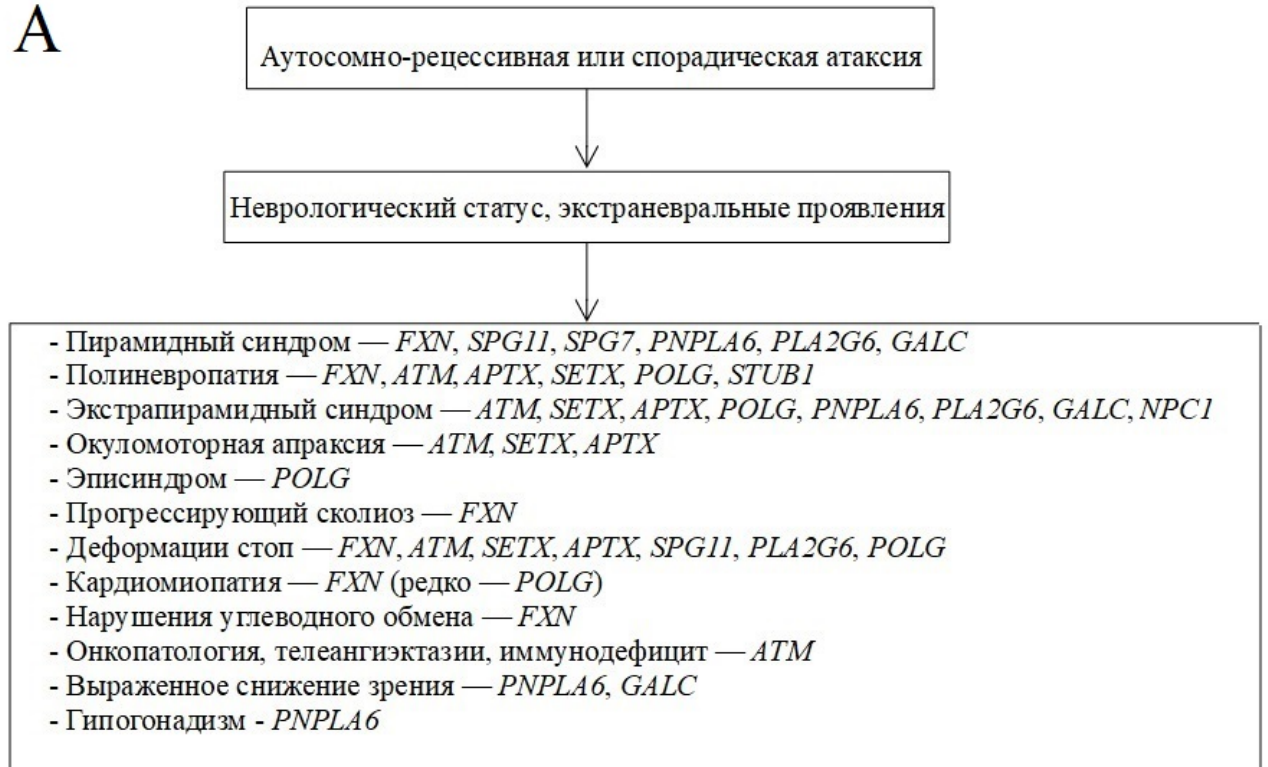 А
Аутосомно-рецессивная или спорадическая атаксия
Неврологический статус, экстраневральные проявления
- Пирамидный синдром — FXN, SPG11, SPG7, PNPLA6, PLA2G6, GALC
- Полиневропатия — FXN, ATM, APTX, SETX, POLG, STUB1
- Экстрапирамидный синдром — ATM, SETX, APTX, POLG, PNPLA6, PLA2G6, GALC, NPC1
- Окуломоторная апраксия — ATM, SETX, APTX
- Эписиндром — POLG
- Прогрессирующий сколиоз — FXN
- Деформации стоп — FXN, ATM, SETX, APTX, SPG11, PLA2G6, POLG
- Кардиомиопатия — FXN (редко — POLG)
- Нарушения углеводного обмена — FXN
- Онкопатология, телеангиэктазии, иммунодефицит — ATM
- Выраженное снижение зрения — PNPLA6, GALC
- Гипогонадизм - PNPLA6